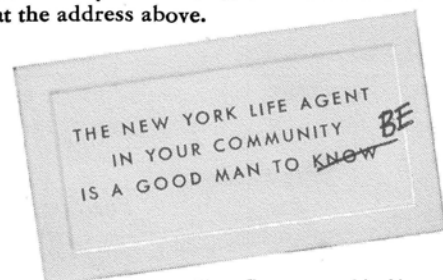 at the address above.
THE NEW YORK LIFE AGENT
IN YOUR COMMUNITY
IS A GOOD MAN TO KNOW BE